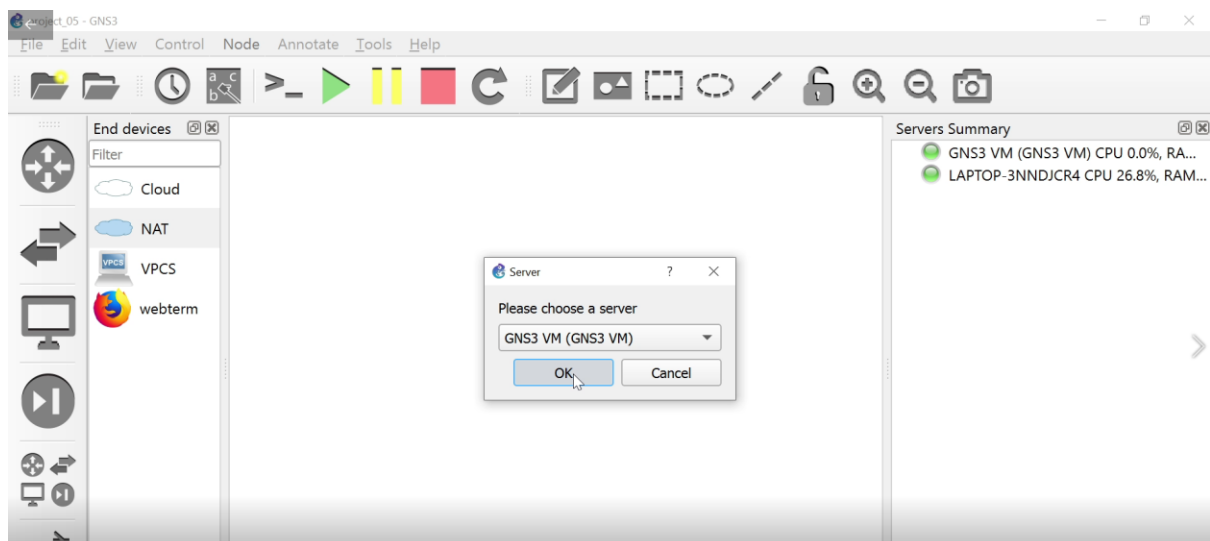 project_05 - GNS3
File Edit View Control Node Annotate Tools Help
End devices
Filter
Cloud
NAT
VPCS
VPCS
webterm
Server ?
Please choose a server
GNS3 VM (GNS3 VM)
OK Cancel
Servers Summary
GNS3 VM (GNS3 VM) CPU 0.0%, RA...
LAPTOP-3NNDJCR4 CPU 26.8%, RAM...